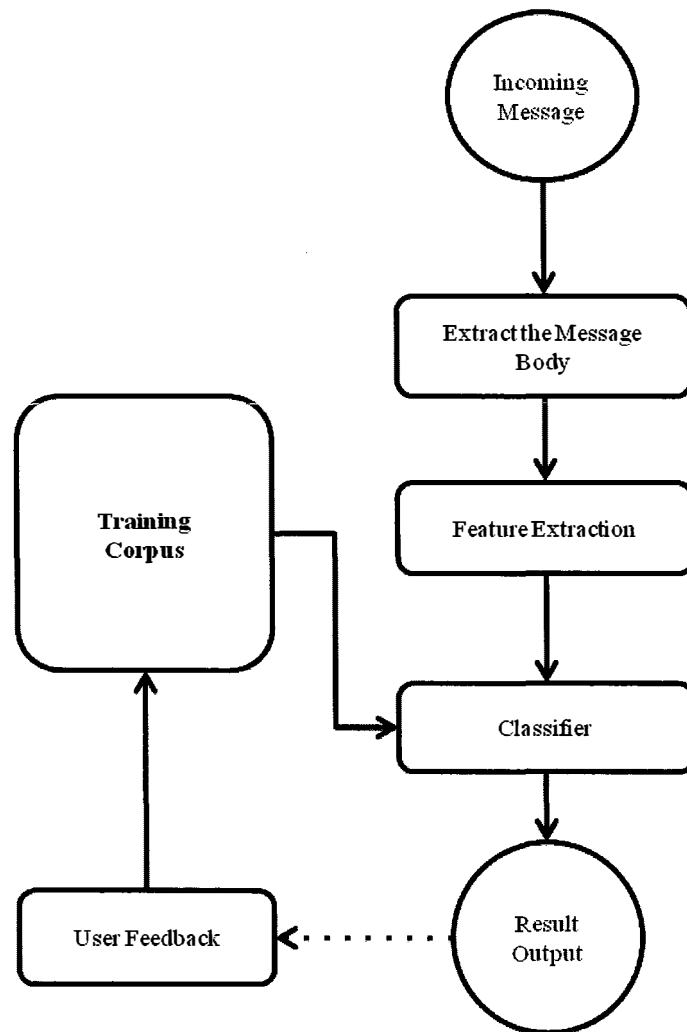 Incoming
Message
Extract the Message
Body
Training
Corpus
Feature Extraction
Classifier
User Feedback
Result
Output